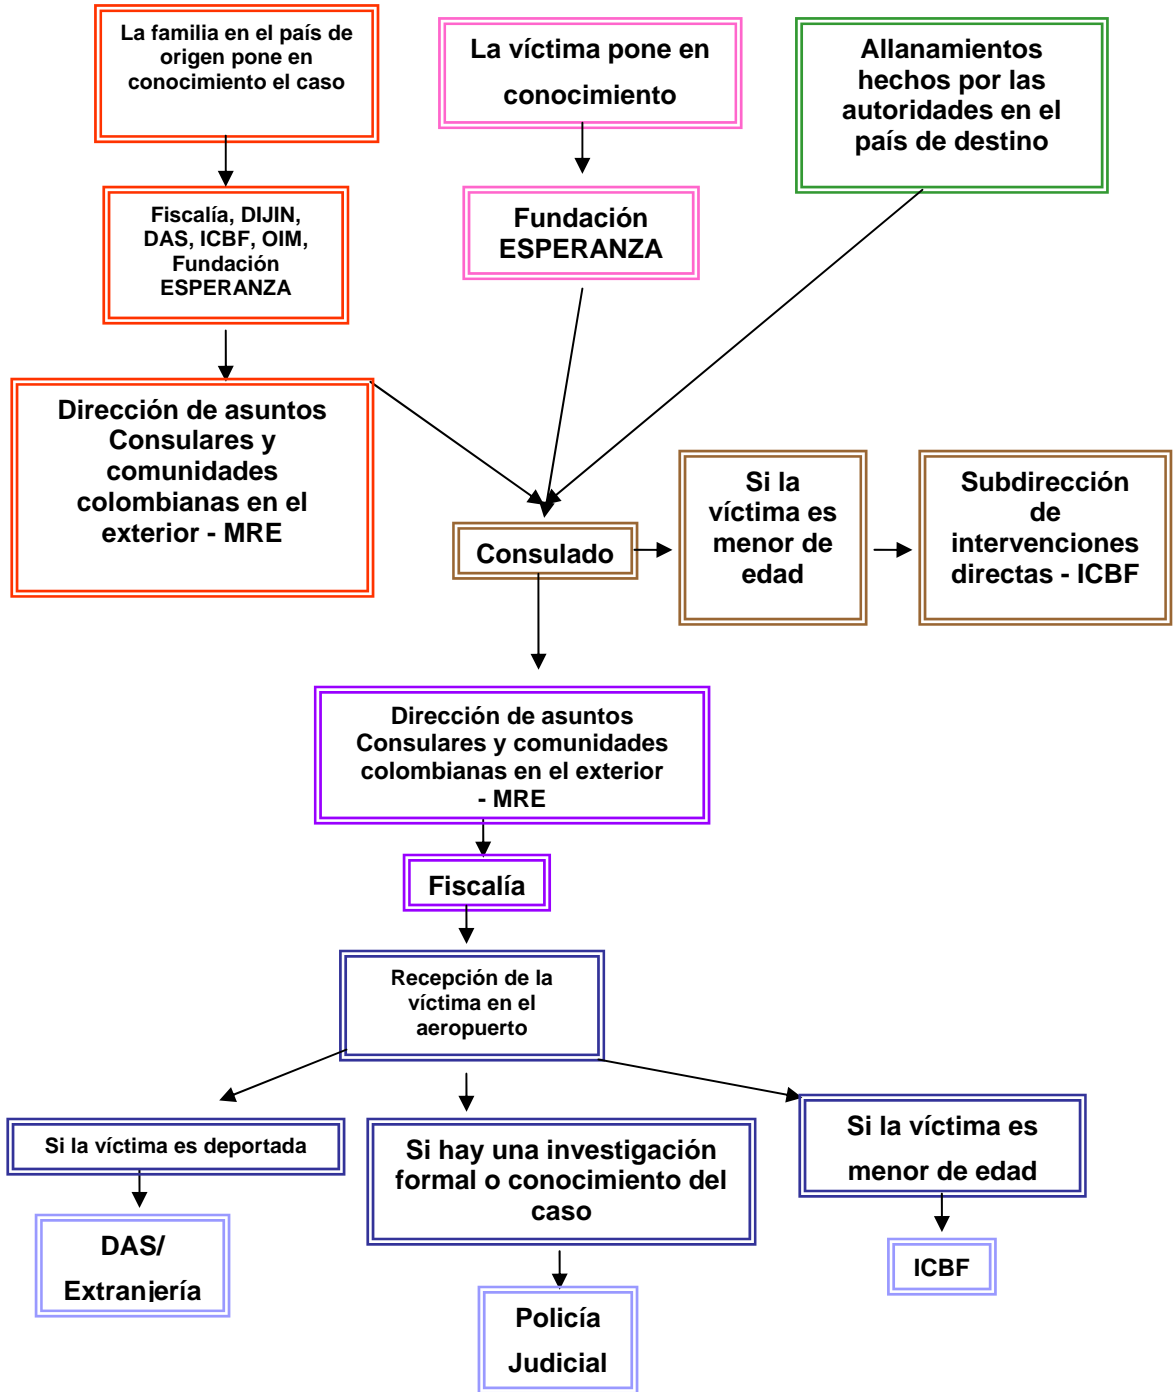 La familia en el país de
origen pone en
conocimiento el caso
La víctima pone en
conocimiento
Allanamientos
hechos por las
autoridades en el
país de destino
Fiscalía, DIJIN,
DAS, ICBF, OIM,
Fundación
ESPERANZA
Fundación
ESPERANZA
Dirección de asuntos
Consulares y
comunidades
colombianas en el
exterior - MRE
Consulado
Si la
víctima es
menor de
edad
Subdirección
de
intervenciones
directas - ICBF
Dirección de asuntos
Consulares y comunidades
colombianas en el exterior
- MRE
Fiscalía
Recepción de la
víctima en el
aeropuerto
Si la víctima es deportada
Si hay una investigación
formal o conocimiento del
caso
Si la víctima es
menor de edad
DAS/
Extranjería
Policía
Judicial
ICBF